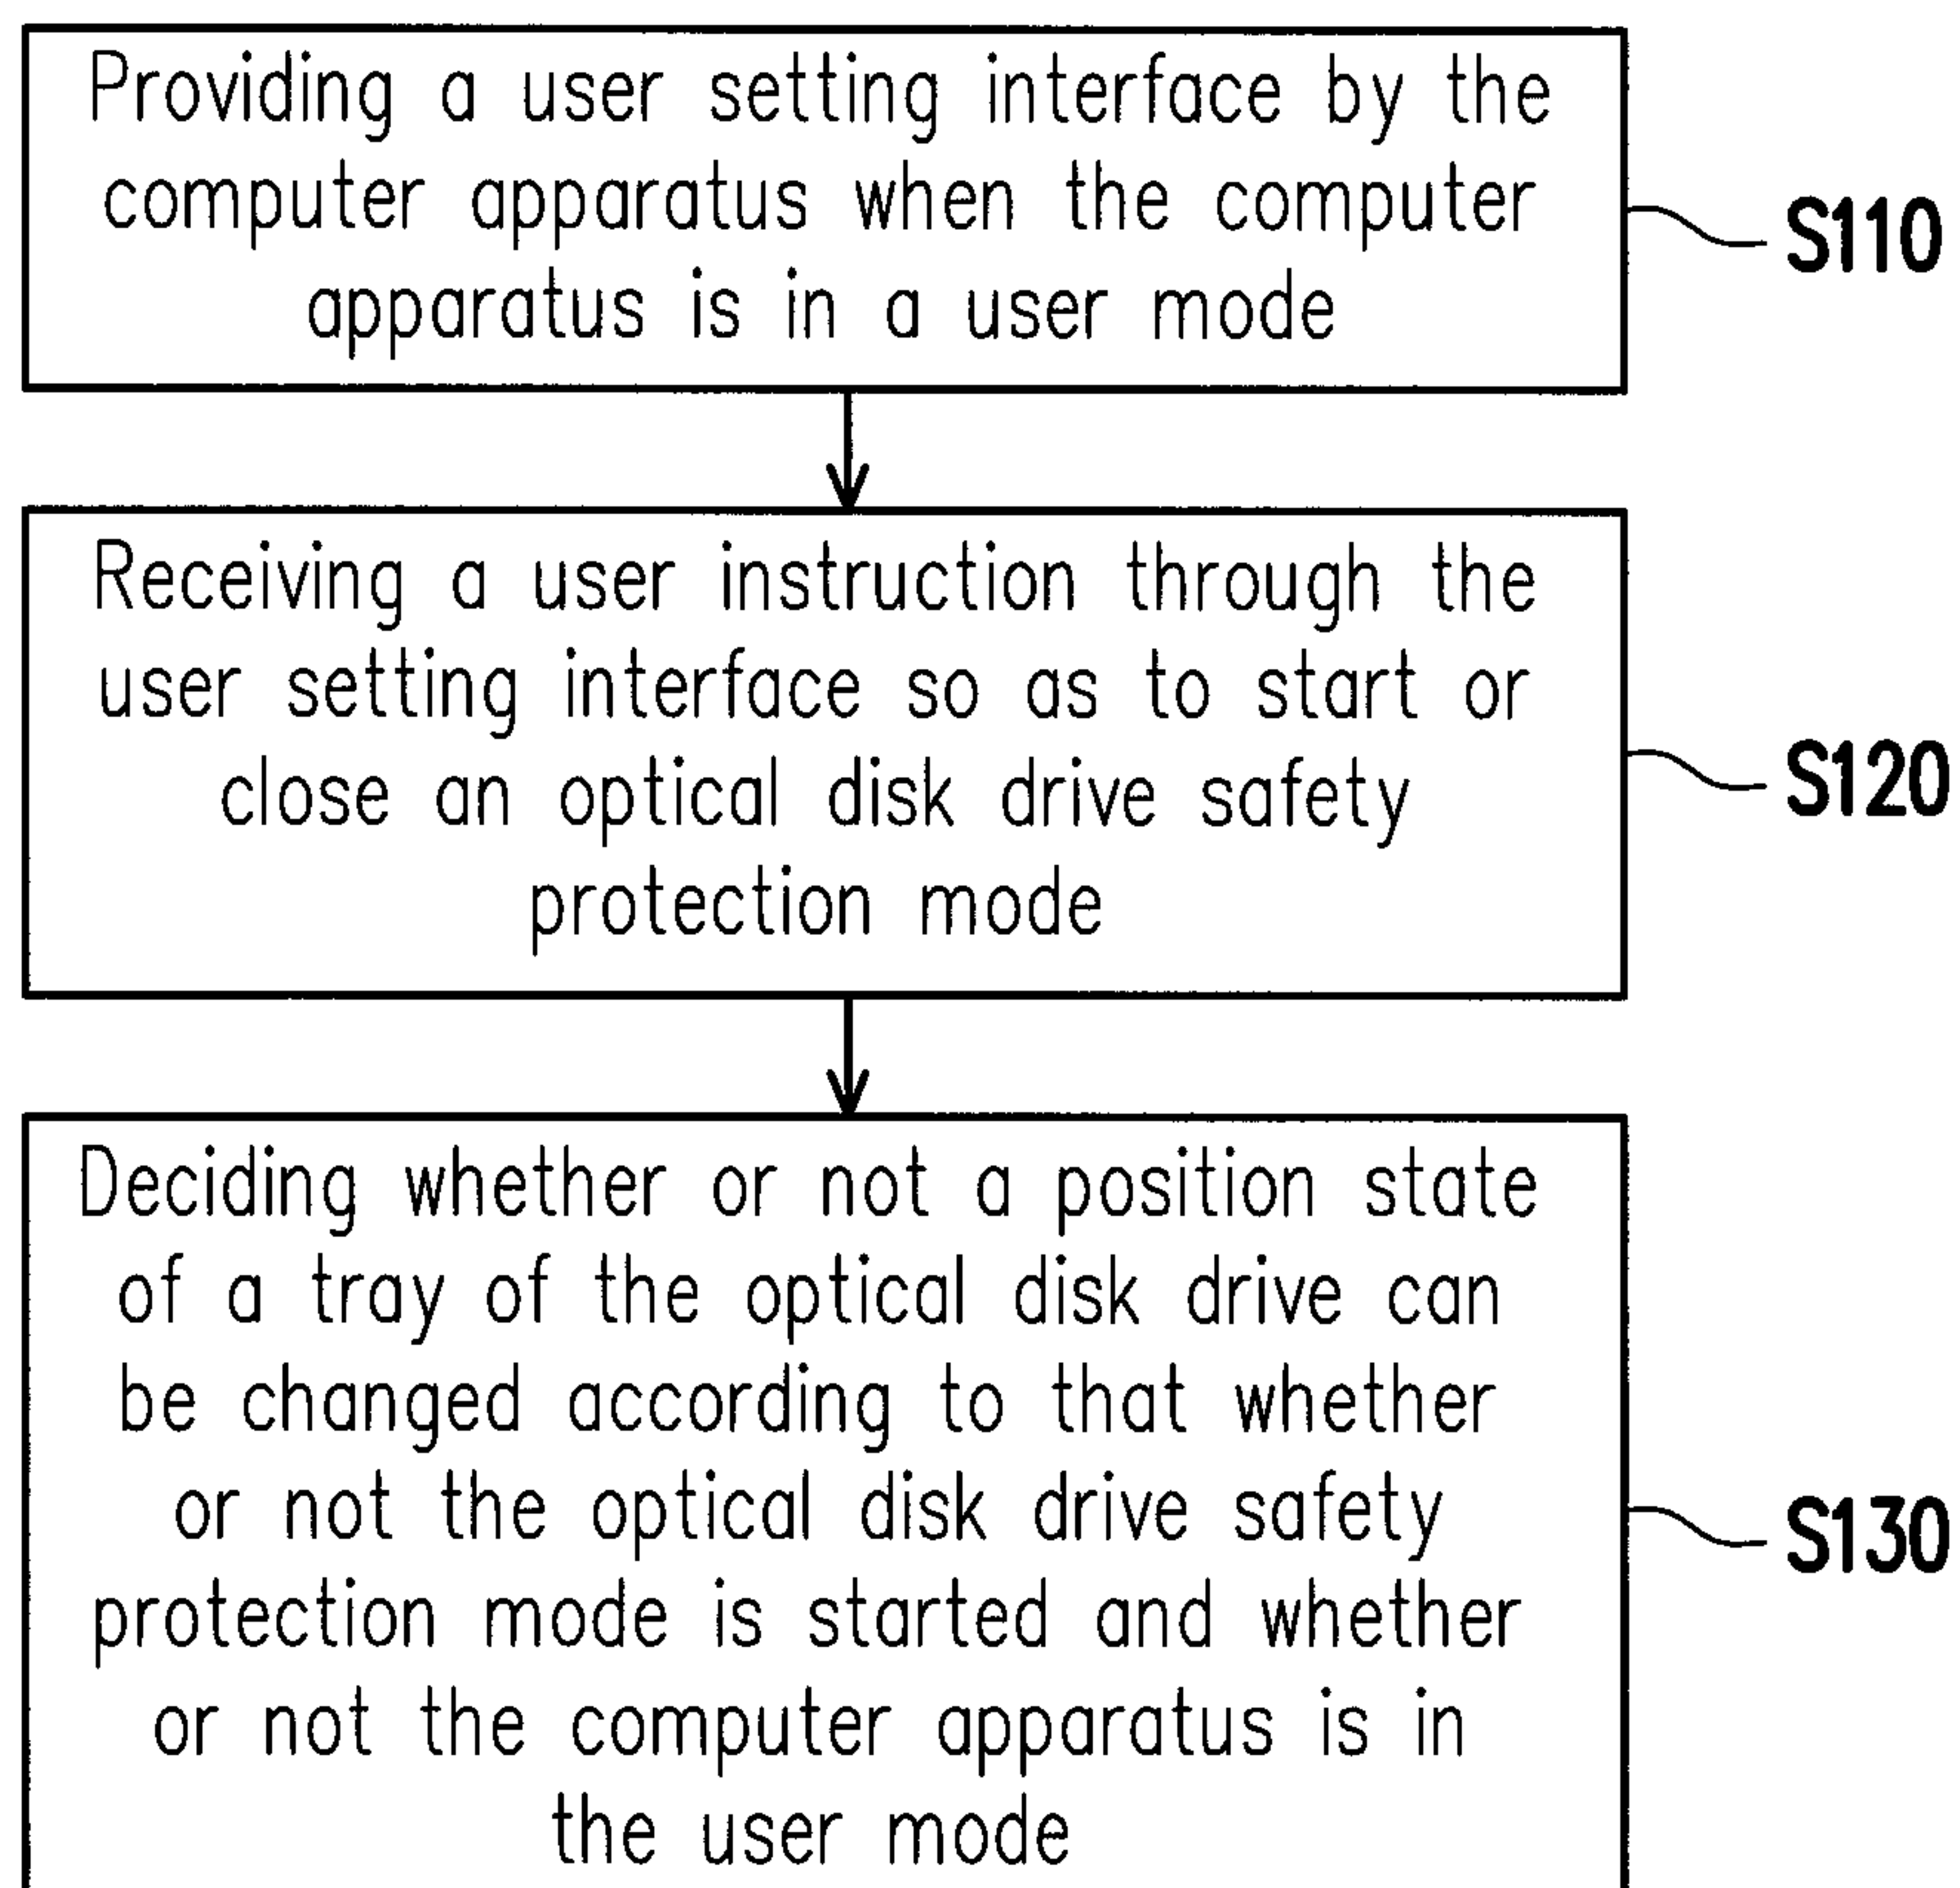 Providing a user setting interface by the
computer apparatus when the computer
apparatus is in a user mode
S110
Receiving a user instruction through the
user setting interface so as to start or
close an optical disk drive safety
protection mode
S120
Deciding whether or not a position state
of a tray of the optical disk drive can
be changed according to that whether
or not the optical disk drive safety
protection mode is started and whether
or not the computer apparatus is in
the user mode
S130